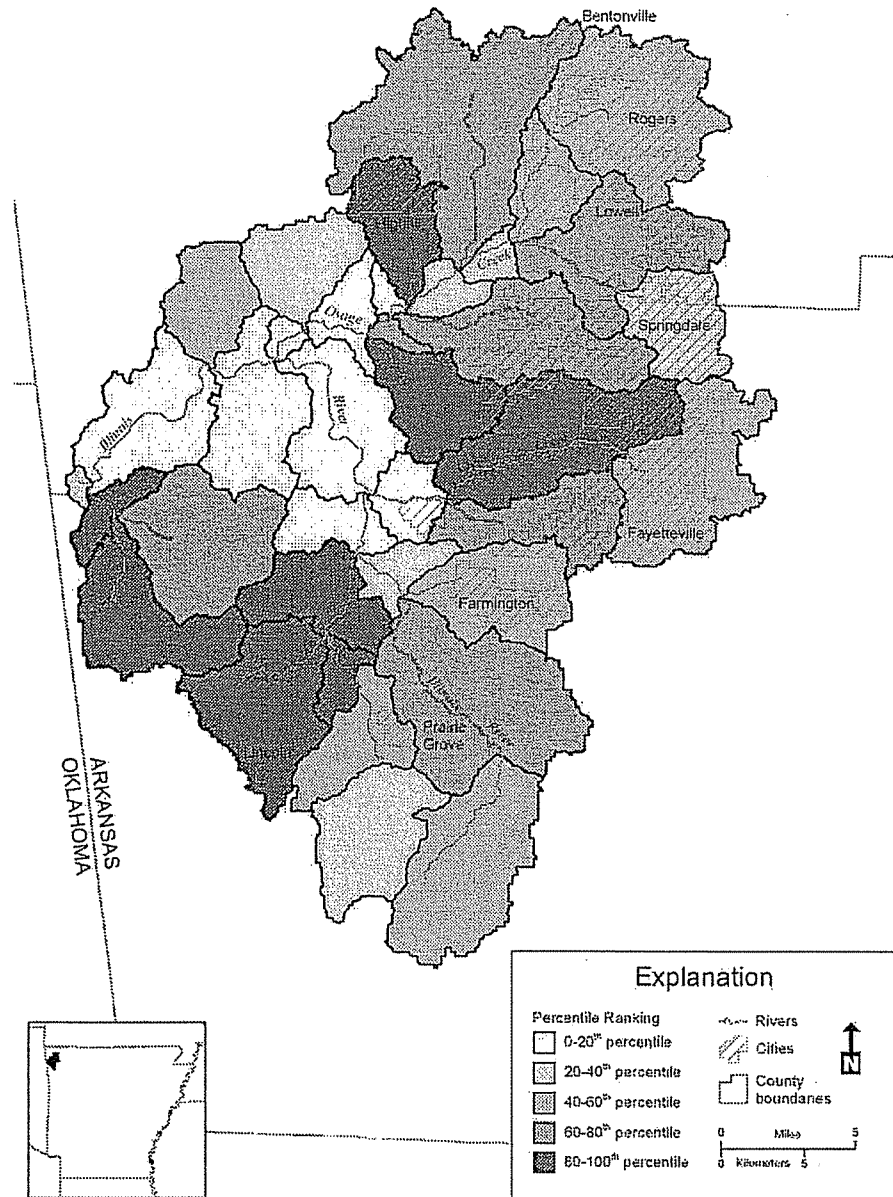 Bentonville
Rogers
Lowell
Creek
Osage
Springdale
River
Illinois
Fayetteville
Farmington
Prairie
Grove
Lincoln
ARKANSAS
OKLAHOMA
Explanation
Percentile Ranking
0-20th percentile
20-40th percentile
40-60th percentile
60-80th percentile
80-100th percentile
Rivers
Cities
County
boundaries
N
0 Miles 5
0 Kilometers 5